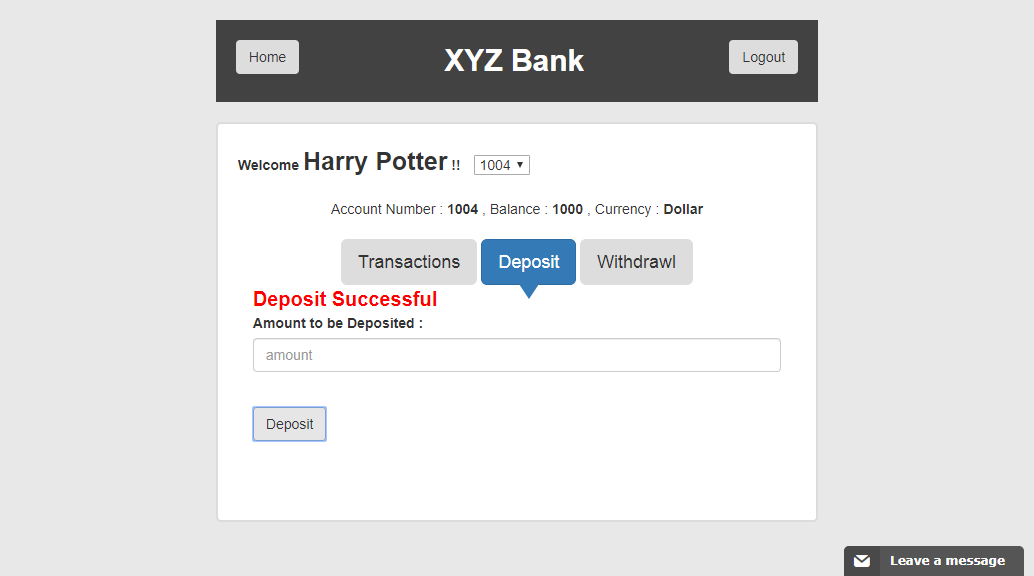 Home XYZ Bank Logout
Welcome Harry Potter !! 1004
Account Number : 1004 , Balance : 1000 , Currency : Dollar
Transactions Deposit Withdrawl
Deposit Successful
Amount to be Deposited :
amount
Deposit
Leave a message